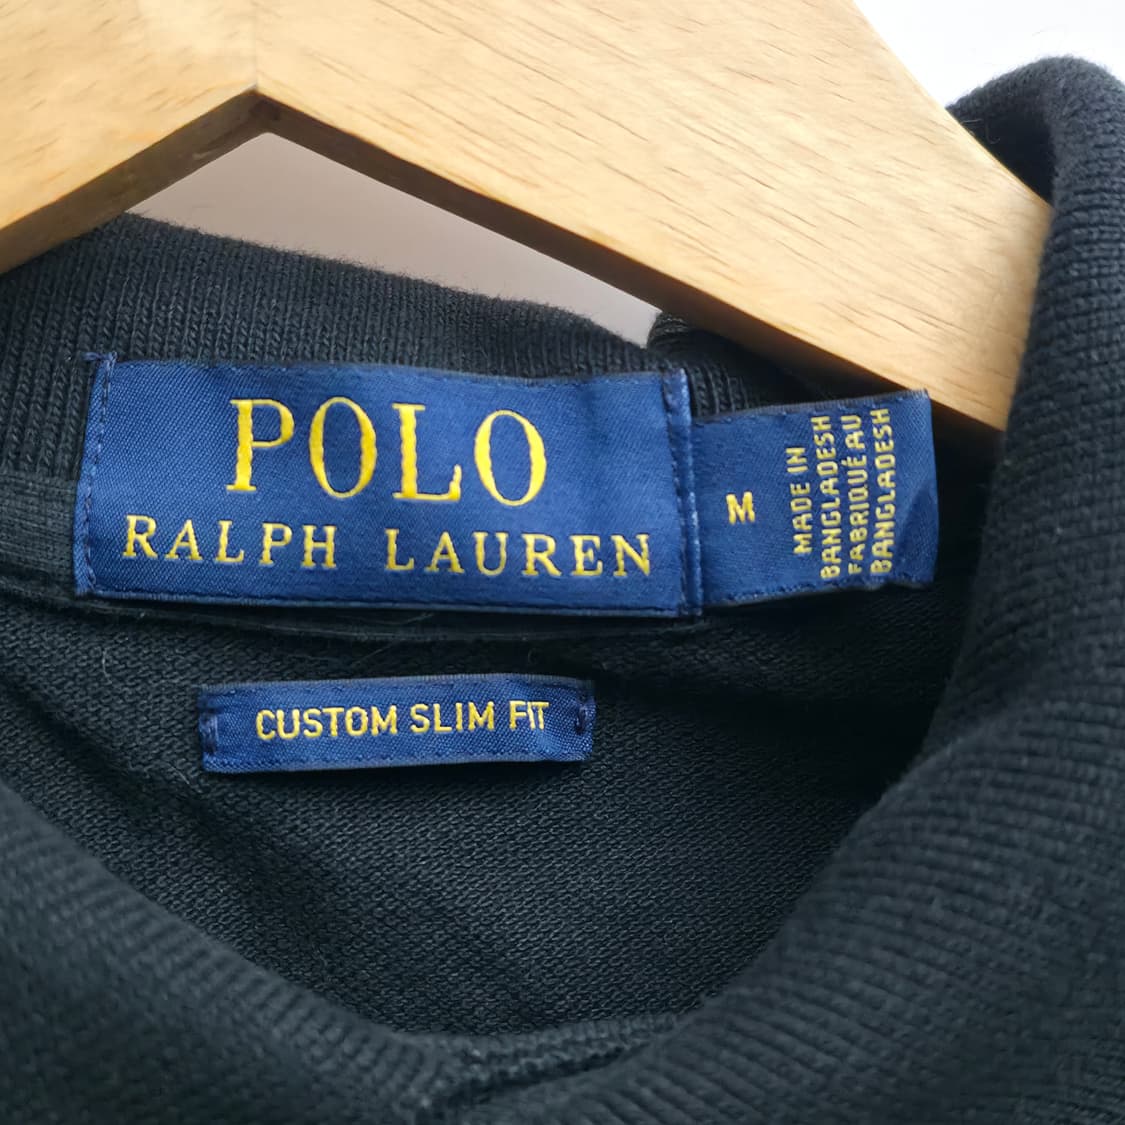 POLO
RALPH LAUREN
M
MADE IN
BANGLADESH
FABRIQUÉ AU
BANGLADESH
CUSTOM SLIM FIT